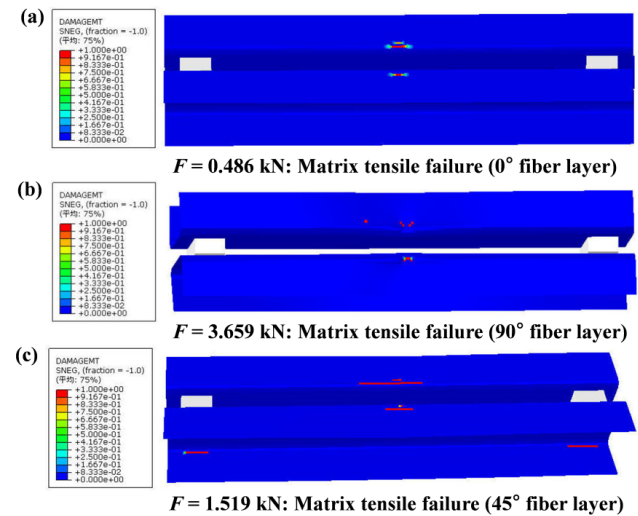 (a)
DAMAGEMT
SNEG, (fraction = -1.0)
(平均: 75%)
+1.000e+00
+9.167e-01
+8.333e-01
+7.500e-01
+6.667e-01
+5.833e-01
+5.000e-01
+4.167e-01
+3.333e-01
+2.500e-01
+1.667e-01
+8.333e-02
+0.000e+00
F = 0.486 kN: Matrix tensile failure (0° fiber layer)
(b)
DAMAGEMT
SNEG, (fraction = -1.0)
(平均: 75%)
+1.000e+00
+9.167e-01
+8.333e-01
+7.500e-01
+6.667e-01
+5.833e-01
+5.000e-01
+4.167e-01
+3.333e-01
+2.500e-01
+1.667e-01
+8.333e-02
+0.000e+00
F = 3.659 kN: Matrix tensile failure (90° fiber layer)
(c)
DAMAGEMT
SNEG, (fraction = -1.0)
(平均: 75%)
+1.000e+00
+9.167e-01
+8.333e-01
+7.500e-01
+6.667e-01
+5.833e-01
+5.000e-01
+4.167e-01
+3.333e-01
+2.500e-01
+1.667e-01
+8.333e-02
+0.000e+00
F = 1.519 kN: Matrix tensile failure (45° fiber layer)